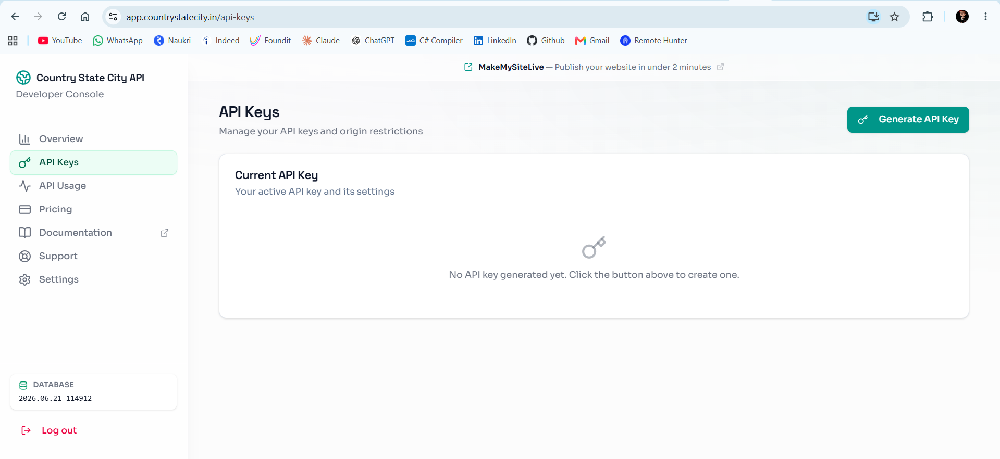 app.countrystatecity.in/api-keys
YouTube WhatsApp Naukri Indeed Foundit Claude ChatGPT C# Compiler LinkedIn Github Gmail Remote Hunter
MakeMySiteLive — Publish your website in under 2 minutes
Country State City API
Developer Console
Overview
API Keys
API Usage
Pricing
Documentation
Support
Settings
DATABASE
2026.06.21-114912
Log out
API Keys
Manage your API keys and origin restrictions
Generate API Key
Current API Key
Your active API key and its settings
No API key generated yet. Click the button above to create one.